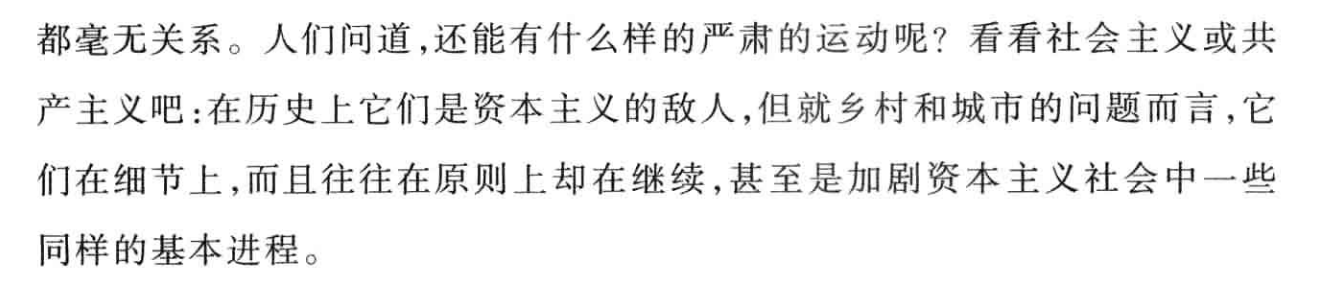 都毫无关系。人们问道,还能有什么样的严肃的运动呢? 看看社会主义或共
产主义吧:在历史上它们是资本主义的敌人,但就乡村和城市的问题而言,它
们在细节上,而且往往在原则上却在继续,甚至是加剧资本主义社会中一些
同样的基本进程。